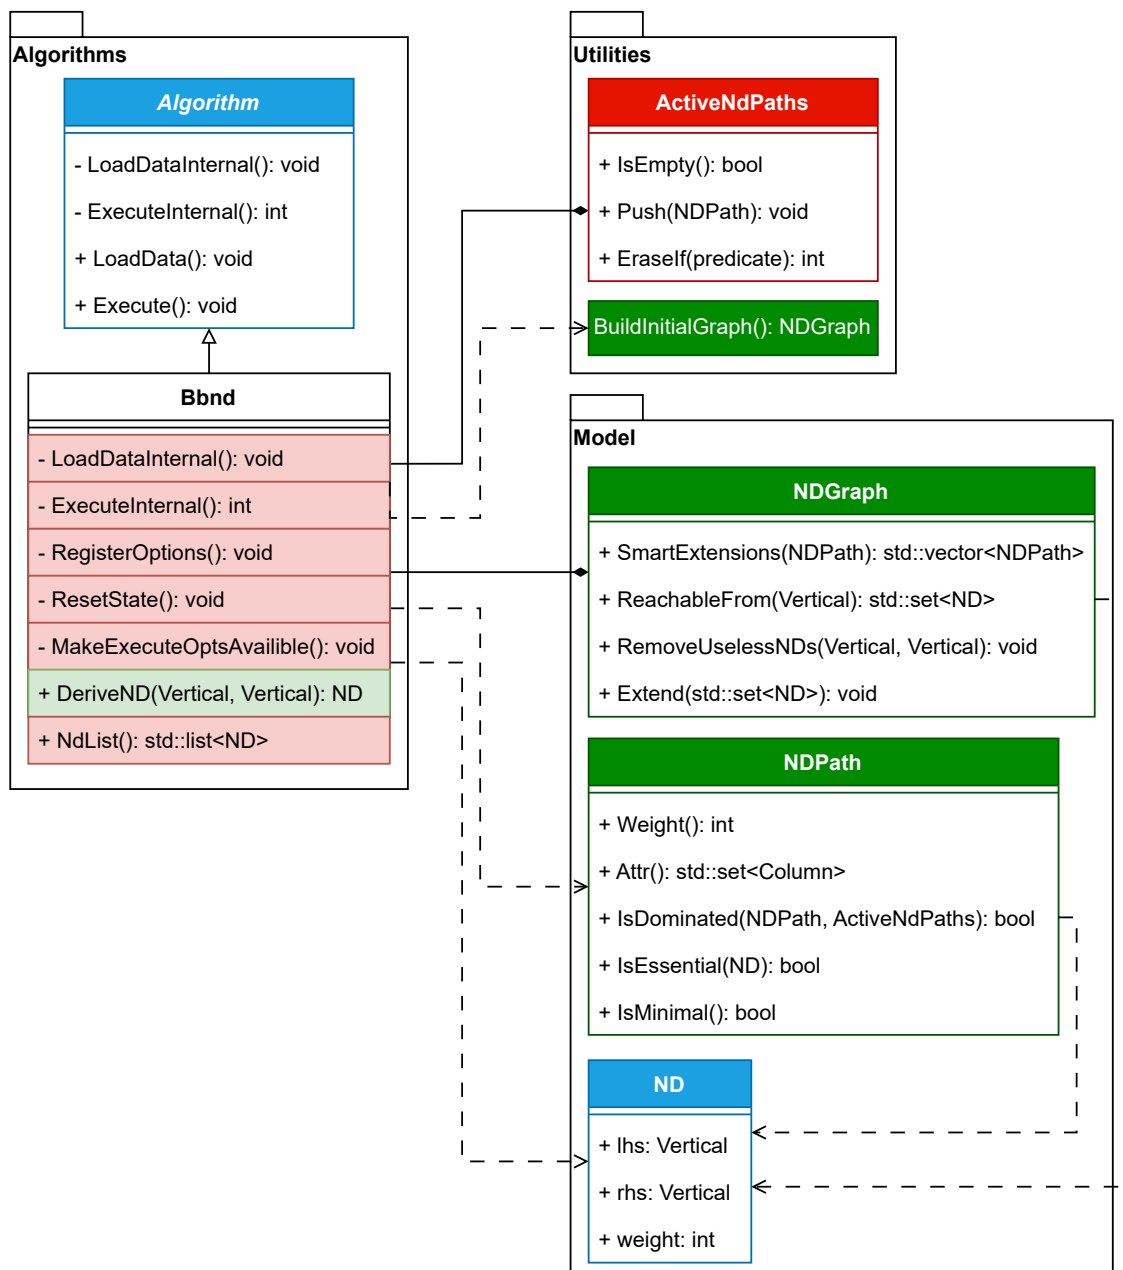 Algorithms
Algorithm
- LoadDataInternal(): void
- ExecuteInternal(): int
+ LoadData(): void
+ Execute(): void
Bbnd
- LoadDataInternal(): void
- ExecuteInternal(): int
- RegisterOptions(): void
- ResetState(): void
- MakeExecuteOptsAvailible(): void
+ DeriveND(Vertical, Vertical): ND
+ NdList(): std::list<ND>
Utilities
ActiveNdPaths
+ IsEmpty(): bool
+ Push(NDPath): void
+ EraseIf(predicate): int
BuildInitialGraph(): NDGraph
Model
NDGraph
+ SmartExtensions(NDPath): std::vector<NDPath>
+ ReachableFrom(Vertical): std::set<ND>
+ RemoveUselessNDs(Vertical, Vertical): void
+ Extend(std::set<ND>): void
NDPath
+ Weight(): int
+ Attr(): std::set<Column>
+ IsDominated(NDPath, ActiveNdPaths): bool
+ IsEssential(ND): bool
+ IsMinimal(): bool
ND
+ lhs: Vertical
+ rhs: Vertical
+ weight: int